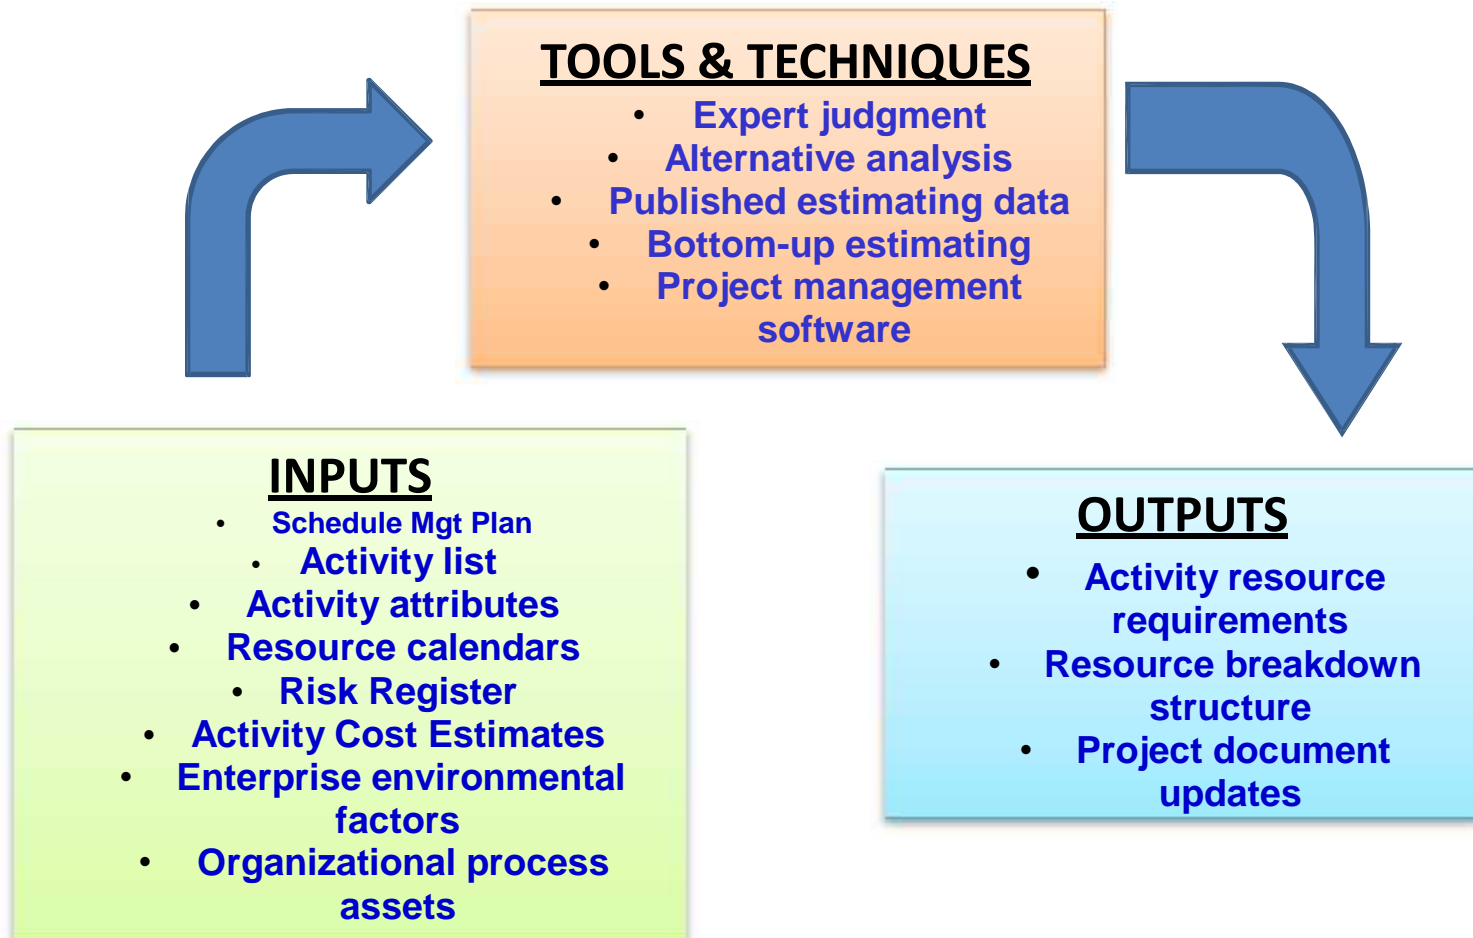 TOOLS & TECHNIQUES
• Expert judgment
• Alternative analysis
• Published estimating data
• Bottom-up estimating
• Project management
software
INPUTS
• Schedule Mgt Plan
• Activity list
• Activity attributes
• Resource calendars
• Risk Register
• Activity Cost Estimates
• Enterprise environmental
factors
• Organizational process
assets
OUTPUTS
• Activity resource
requirements
• Resource breakdown
structure
• Project document
updates